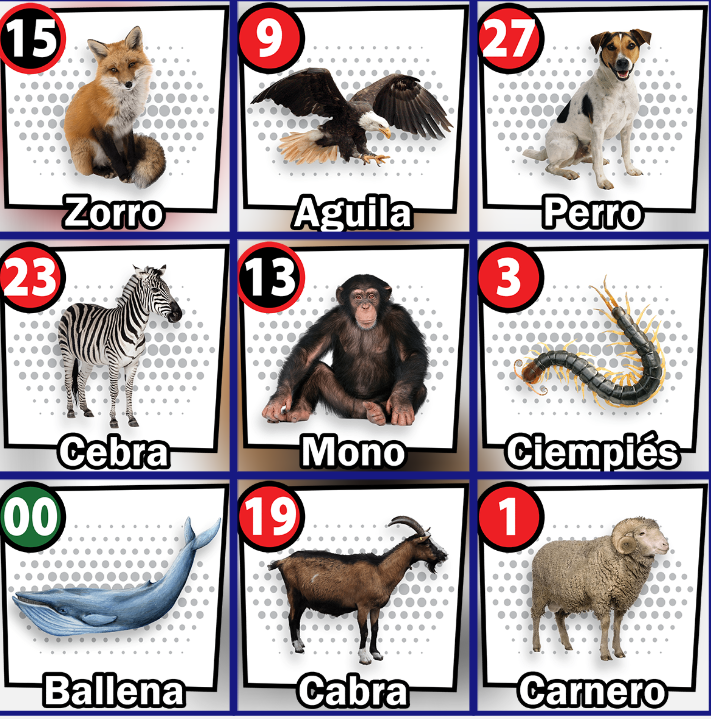 15
9
27
Zorro
Aguila
Perro
23
13
3
Cebra
Mono
Ciempiés
00
19
1
Ballena
Cabra
Carnero